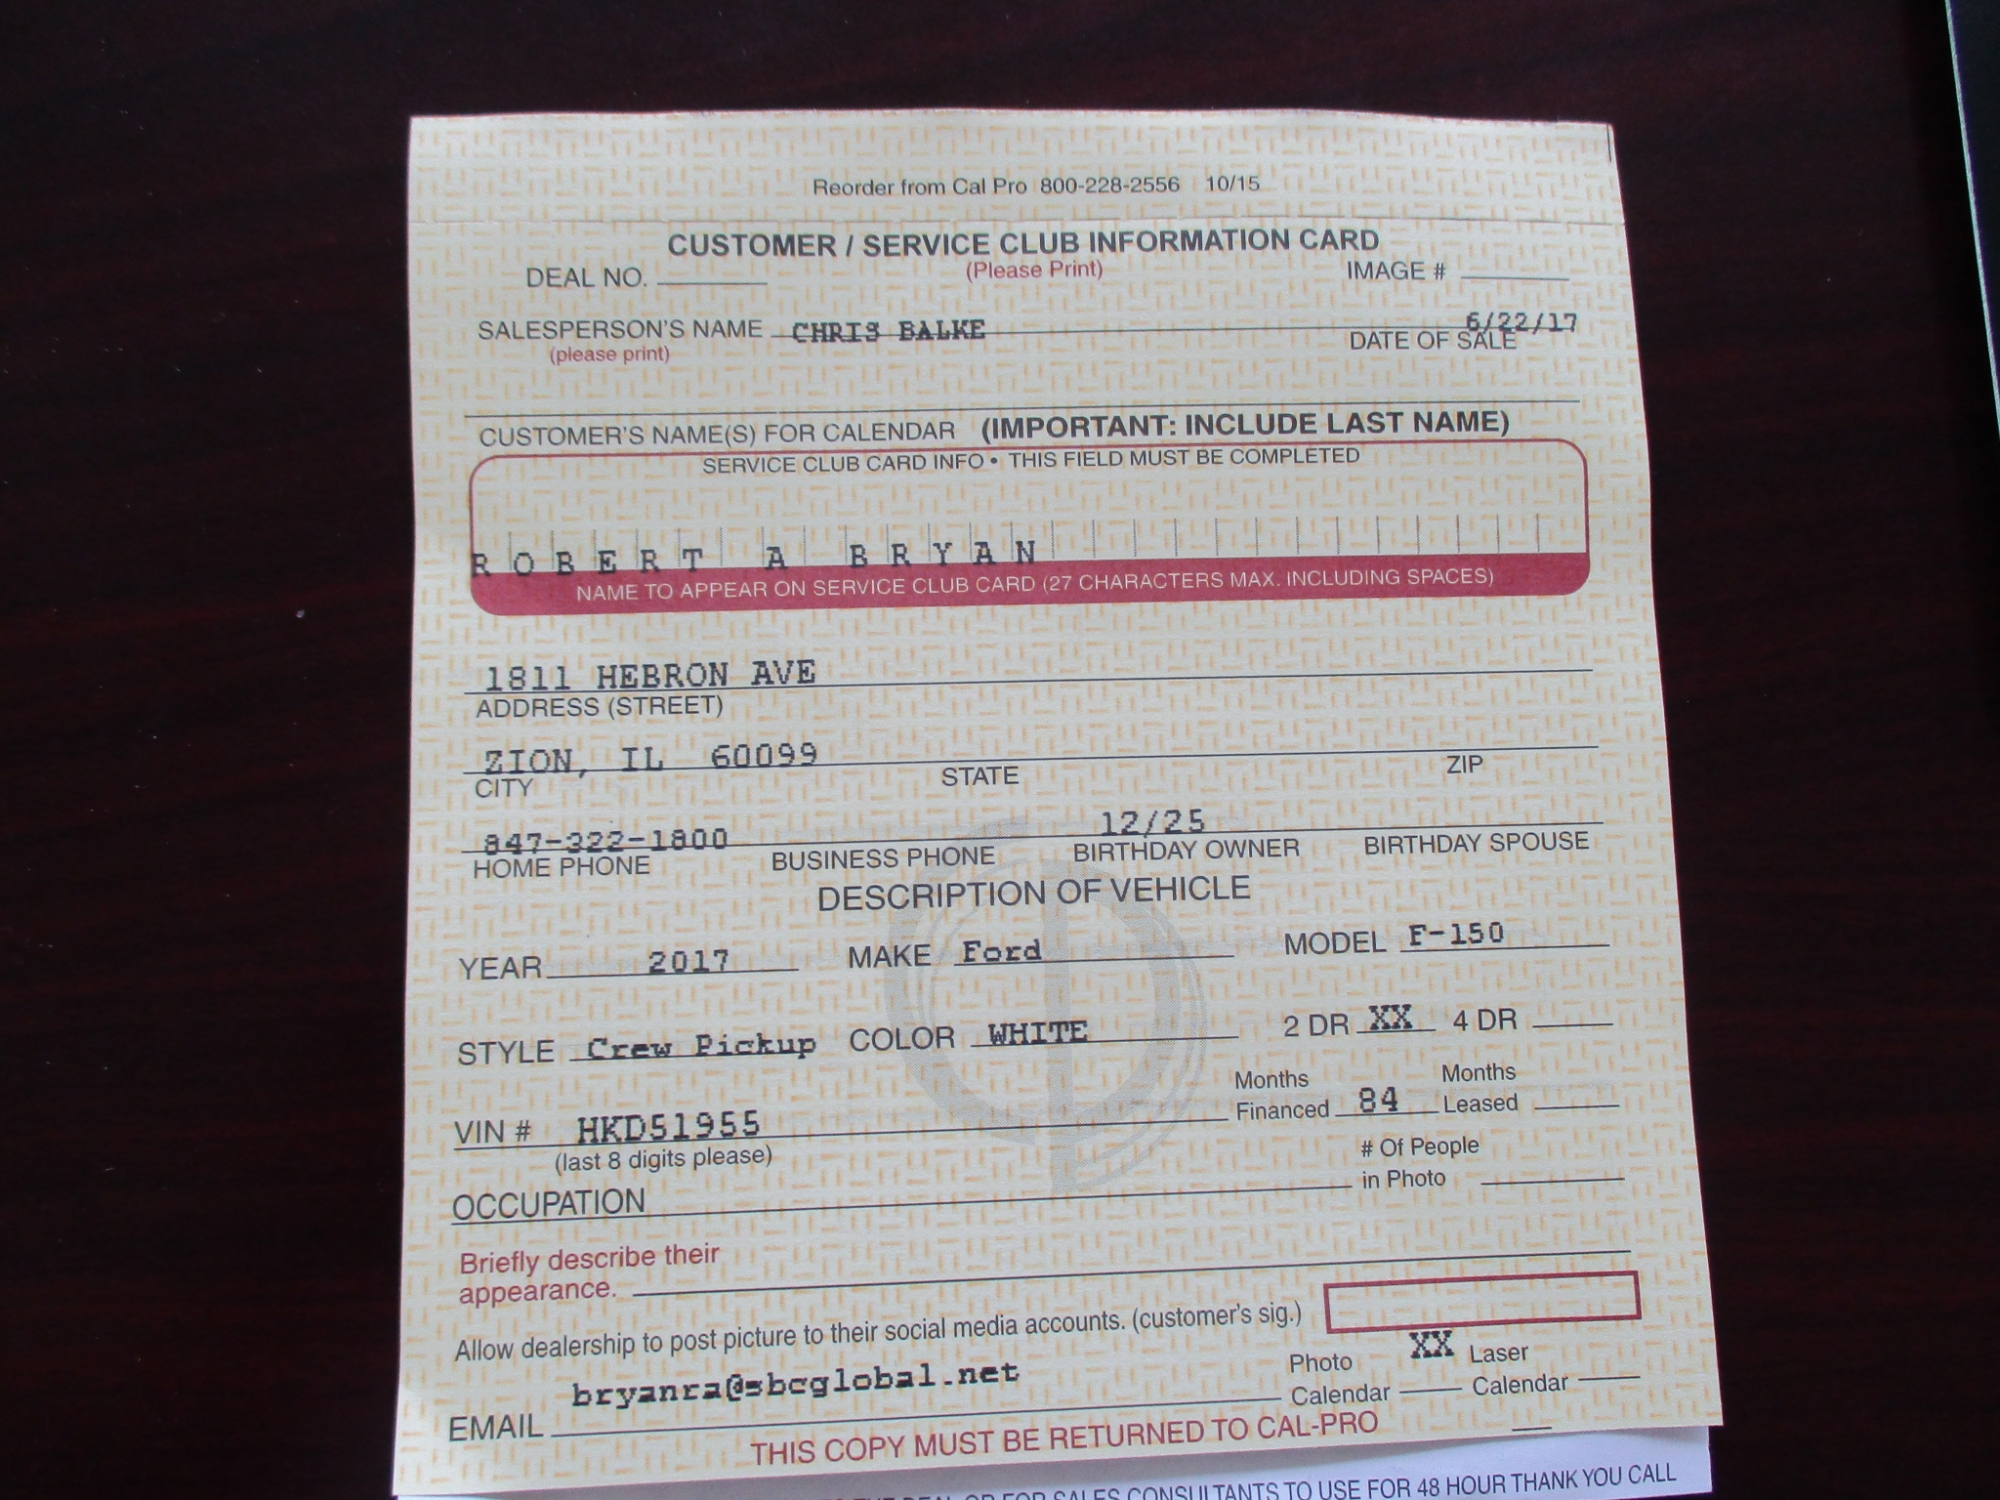 Reorder from Cal Pro 800-228-2556 10/15
CUSTOMER / SERVICE CLUB INFORMATION CARD
DEAL NO. (Please Print) IMAGE #
SALESPERSON'S NAME CHRIS BALKE 6/22/17
(please print) DATE OF SALE
CUSTOMER'S NAME(S) FOR CALENDAR (IMPORTANT: INCLUDE LAST NAME)
SERVICE CLUB CARD INFO • THIS FIELD MUST BE COMPLETED
ROBERT A BRYAN
NAME TO APPEAR ON SERVICE CLUB CARD (27 CHARACTERS MAX. INCLUDING SPACES)
1811 HEBRON AVE
ADDRESS (STREET)
ZION, IL 60099
CITY STATE ZIP
847-322-1800 12/25
HOME PHONE BUSINESS PHONE BIRTHDAY OWNER BIRTHDAY SPOUSE
DESCRIPTION OF VEHICLE
YEAR 2017 MAKE Ford MODEL F-150
STYLE Crew Pickup COLOR WHITE 2 DR XX 4 DR
Months Months
VIN # HKD51955 Financed 84 Leased
(last 8 digits please) # Of People
OCCUPATION in Photo
Briefly describe their
appearance.
Allow dealership to post picture to their social media accounts. (customer's sig.)
bryanra@sbcglobal.net Photo XX Laser
EMAIL Calendar Calendar
THIS COPY MUST BE RETURNED TO CAL-PRO
DEAL OR FOR SALES CONSULTANTS TO USE FOR 48 HOUR THANK YOU CALL